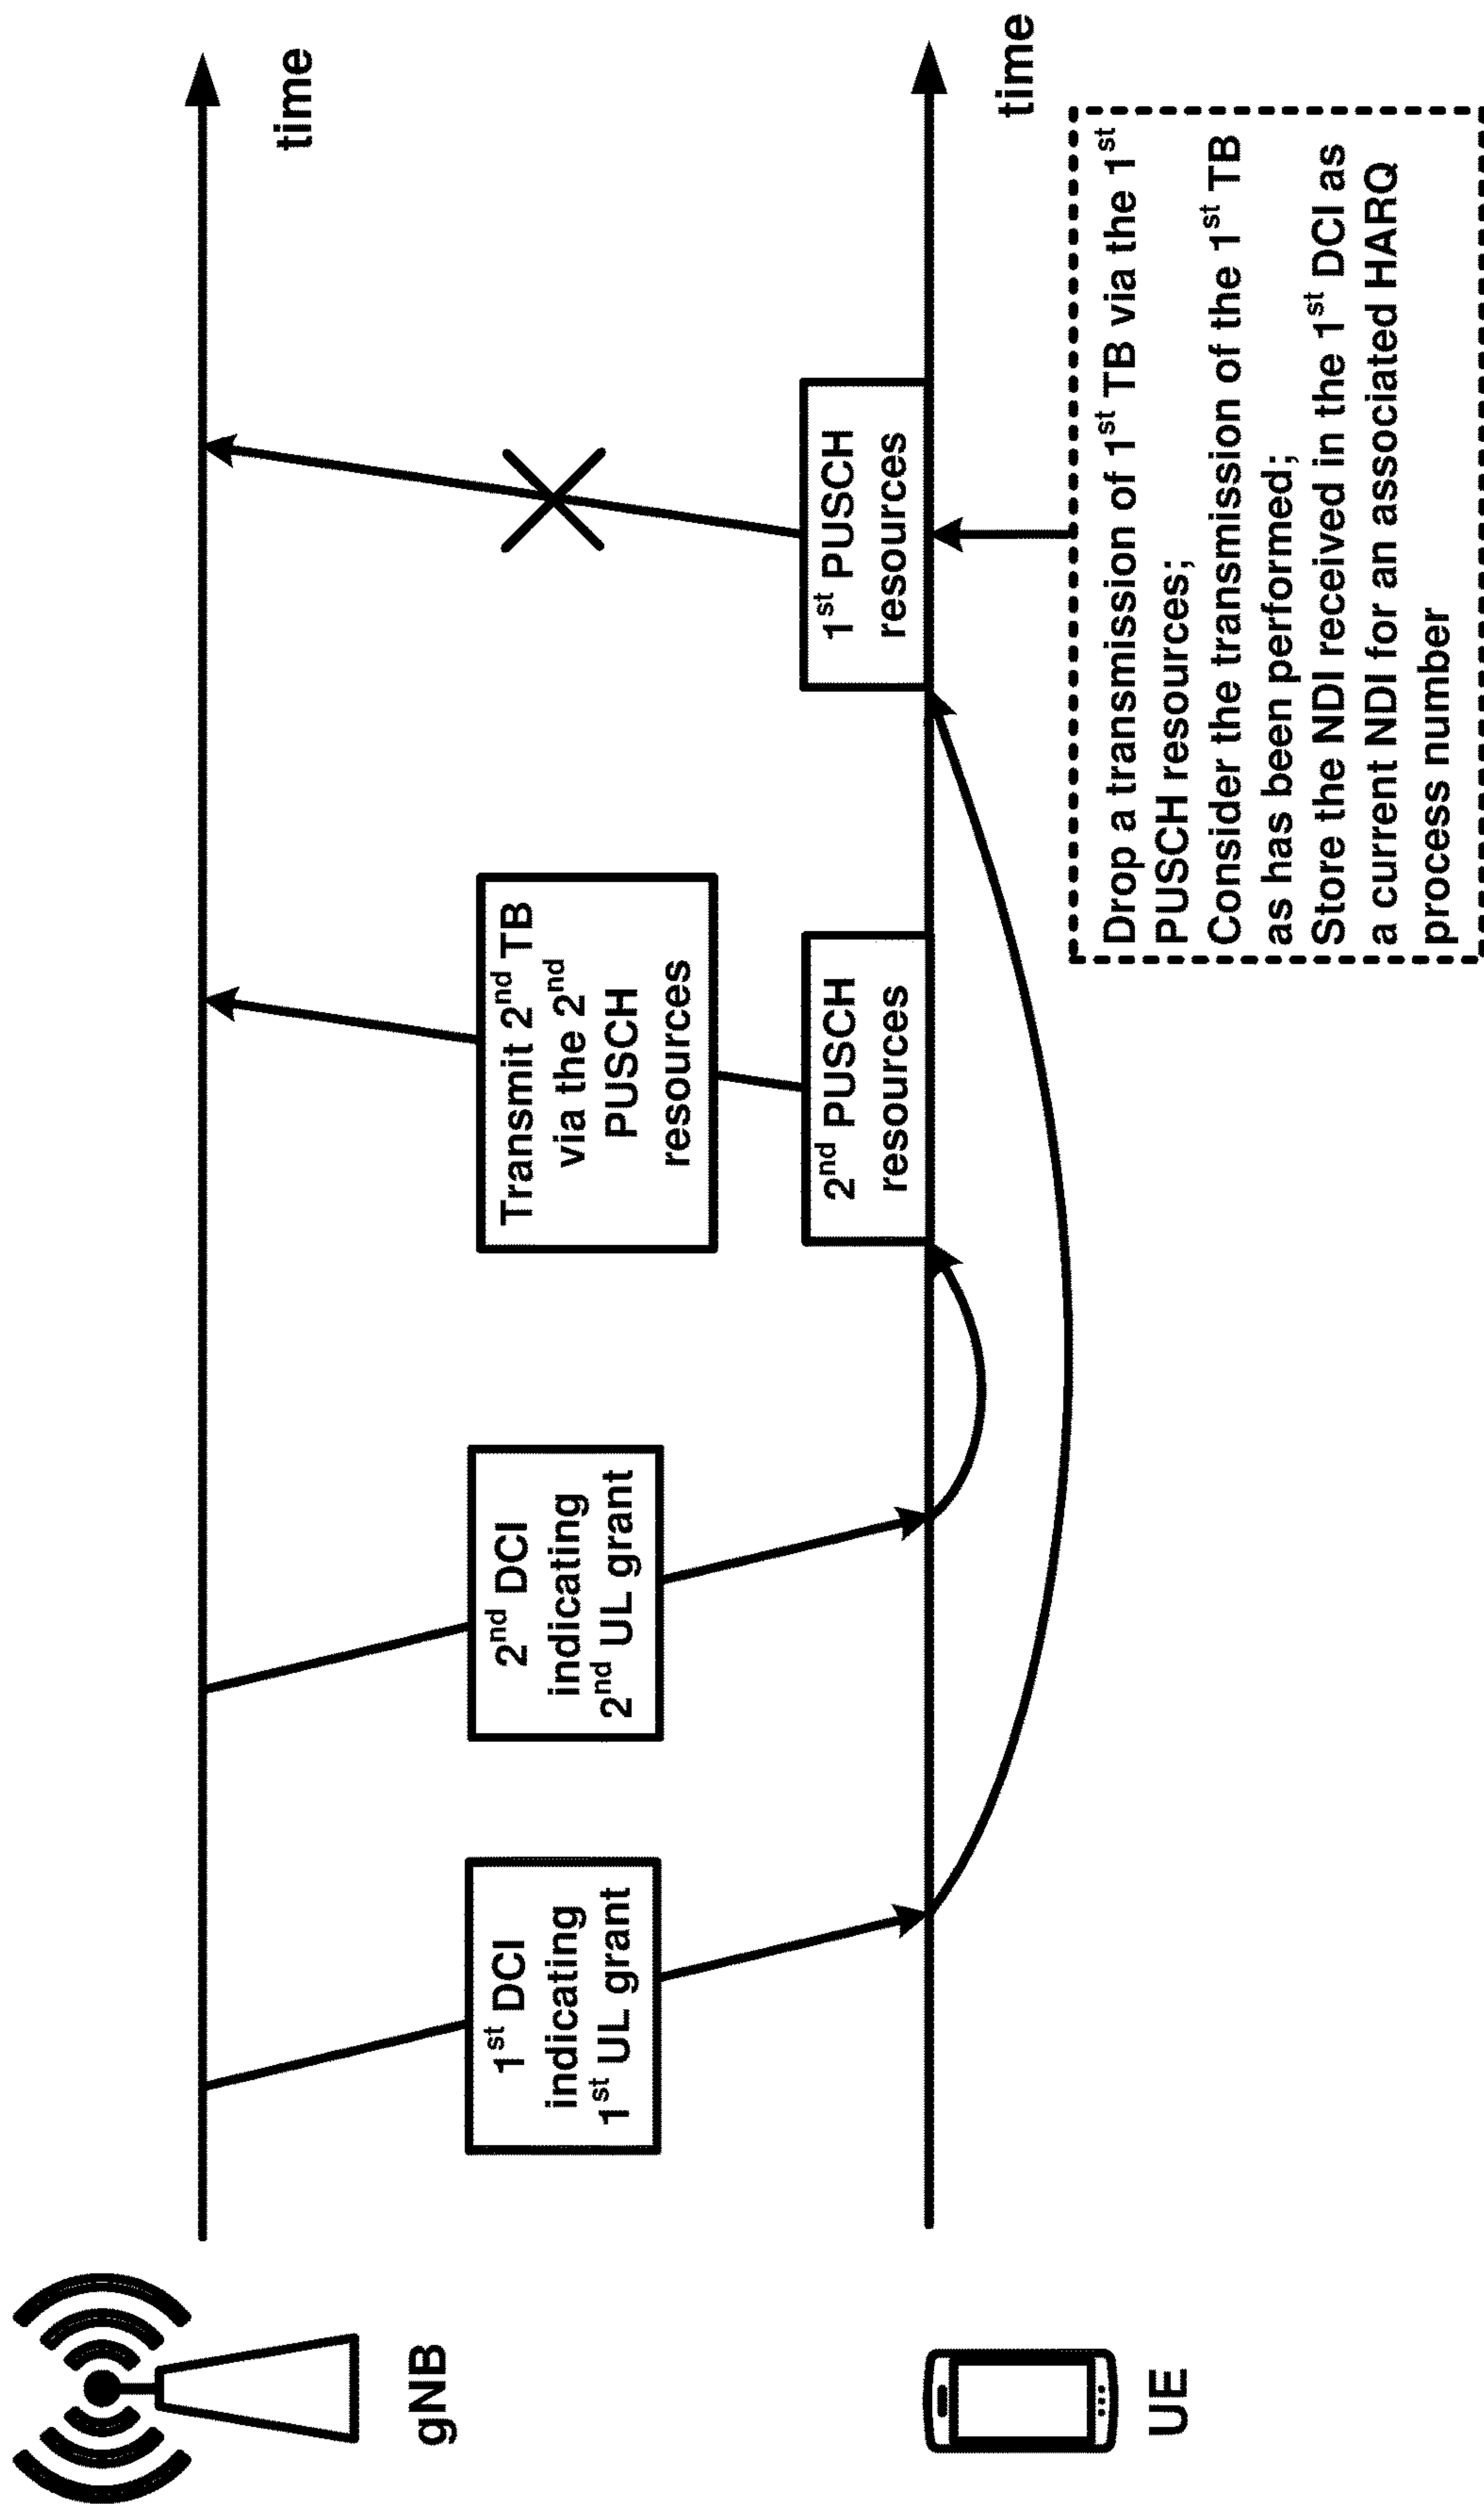 gNB
time
1st DCI
indicating
1st UL grant
2nd DCI
indicating
2nd UL grant
Transmit 2nd TB
via the 2nd
PUSCH
resources
2nd PUSCH
resources
1st PUSCH
resources
UE
time
Drop a transmission of 1st TB via the 1st
PUSCH resources;
Consider the transmission of the 1st TB
as has been performed;
Store the NDI received in the 1st DCI as
a current NDI for an associated HARQ
process number